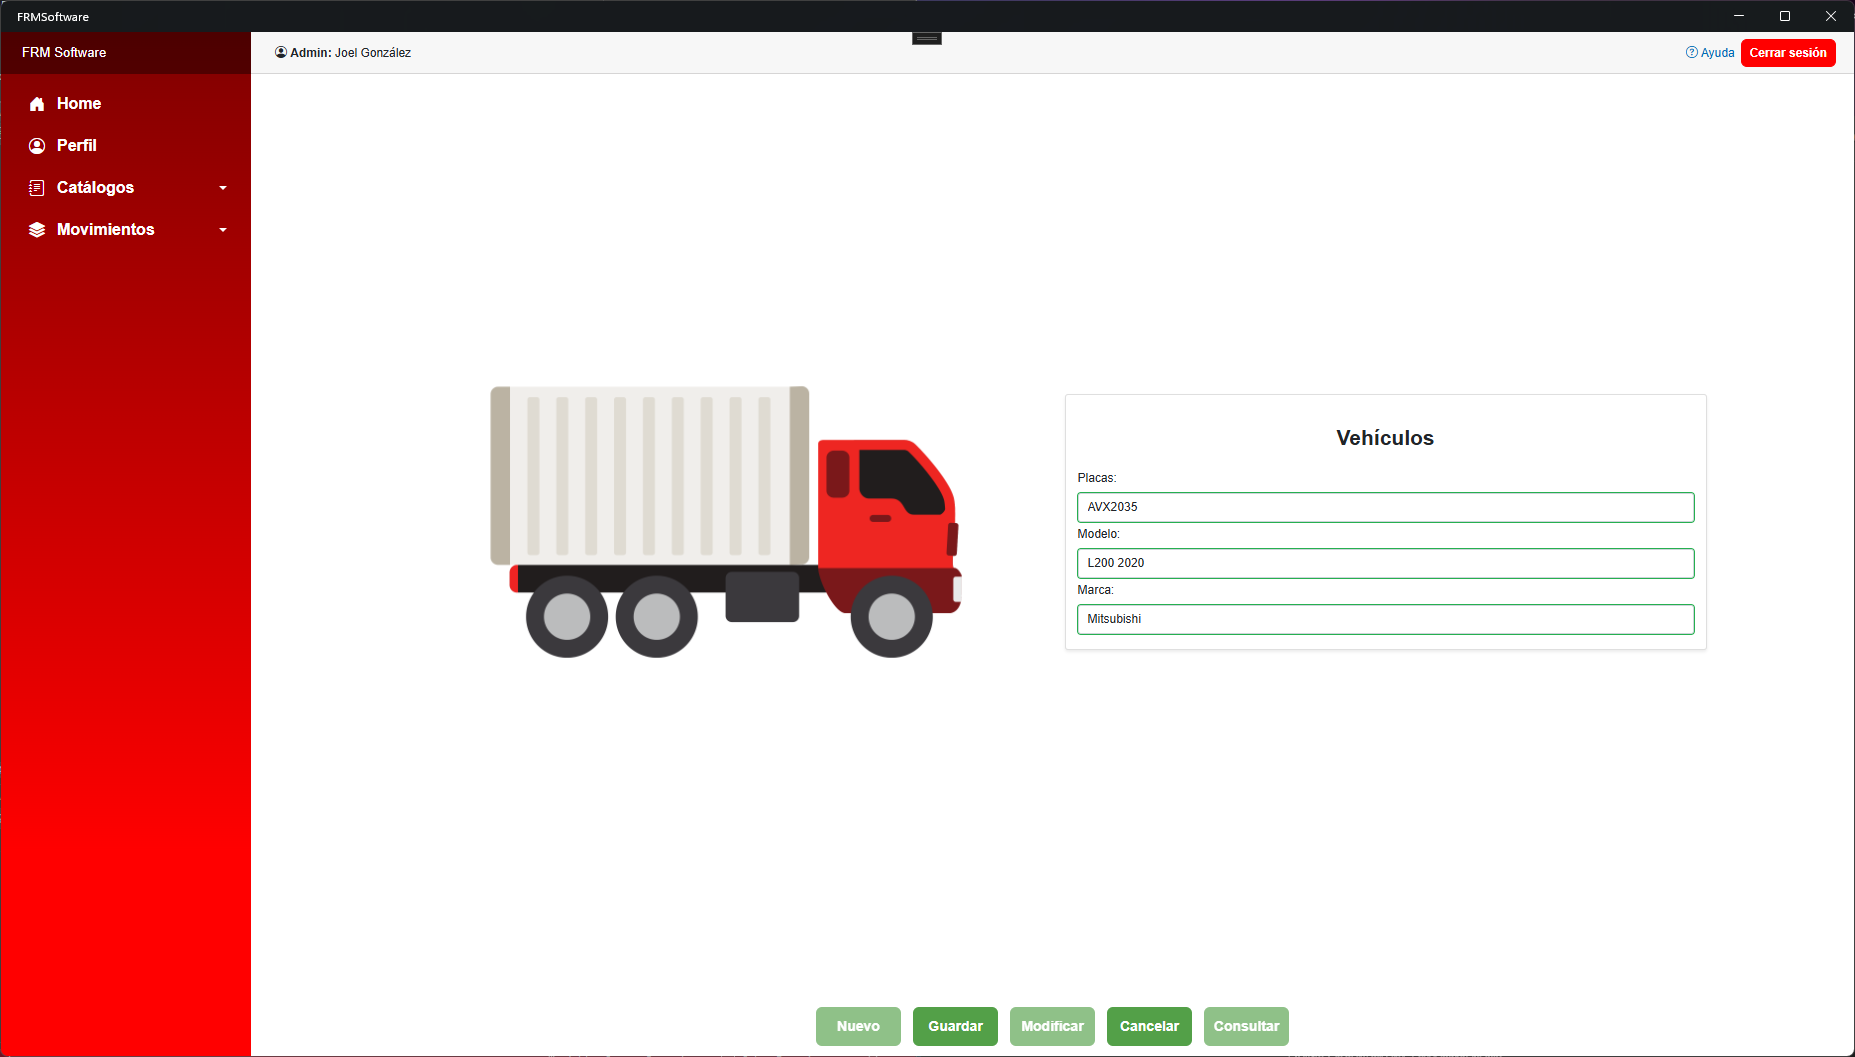 FRMSoftware
FRM Software
Admin: Joel González
Ayuda
Cerrar sesión
Home
Perfil
Catálogos
Movimientos
Vehículos
Placas:
AVX2035
Modelo:
L200 2020
Marca:
Mitsubishi
Nuevo
Guardar
Modificar
Cancelar
Consultar